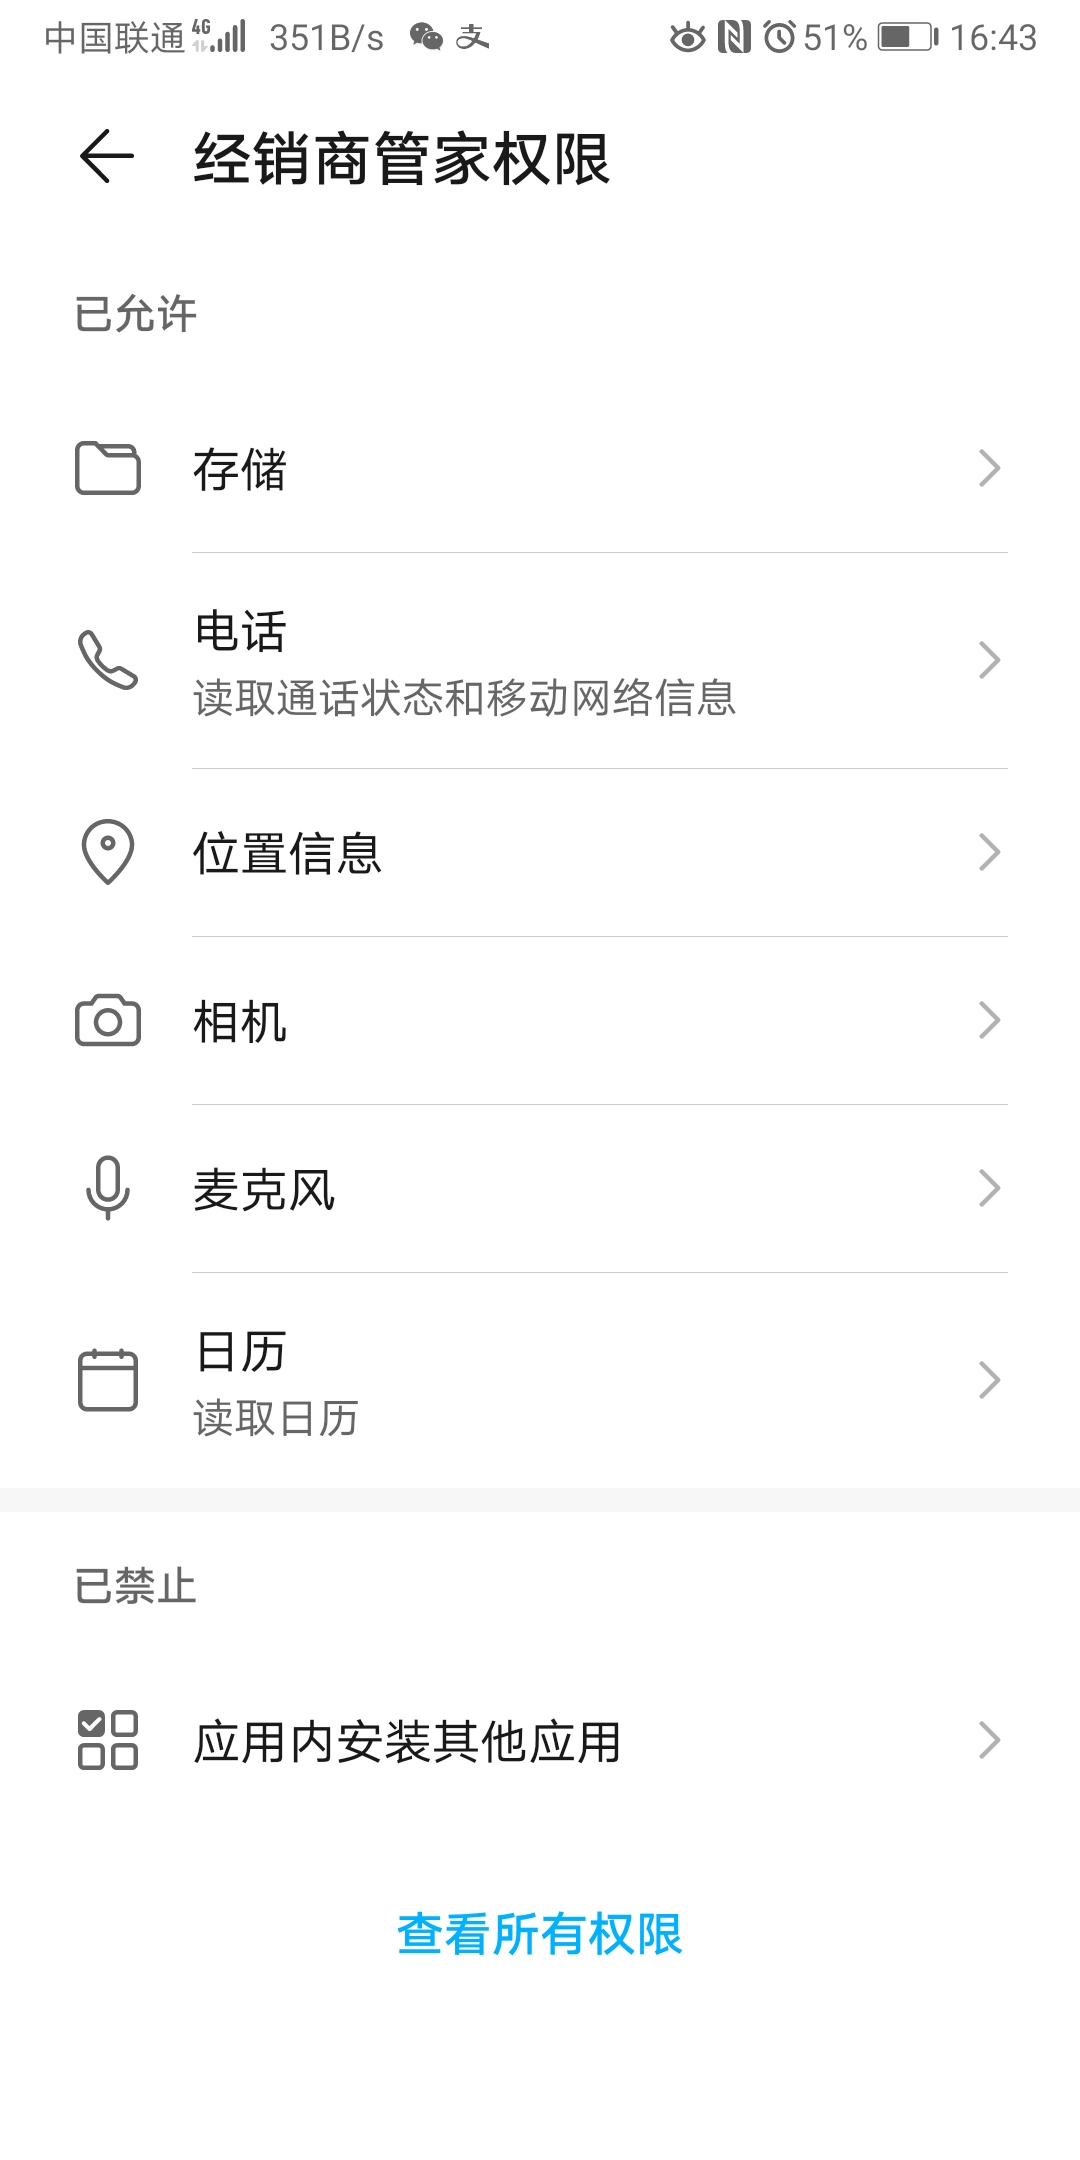 中国联通 4G 351B/s 支 51% 16:43
经销商管家权限
已允许
存储
电话
读取通话状态和移动网络信息
位置信息
相机
麦克风
日历
读取日历
已禁止
应用内安装其他应用
查看所有权限